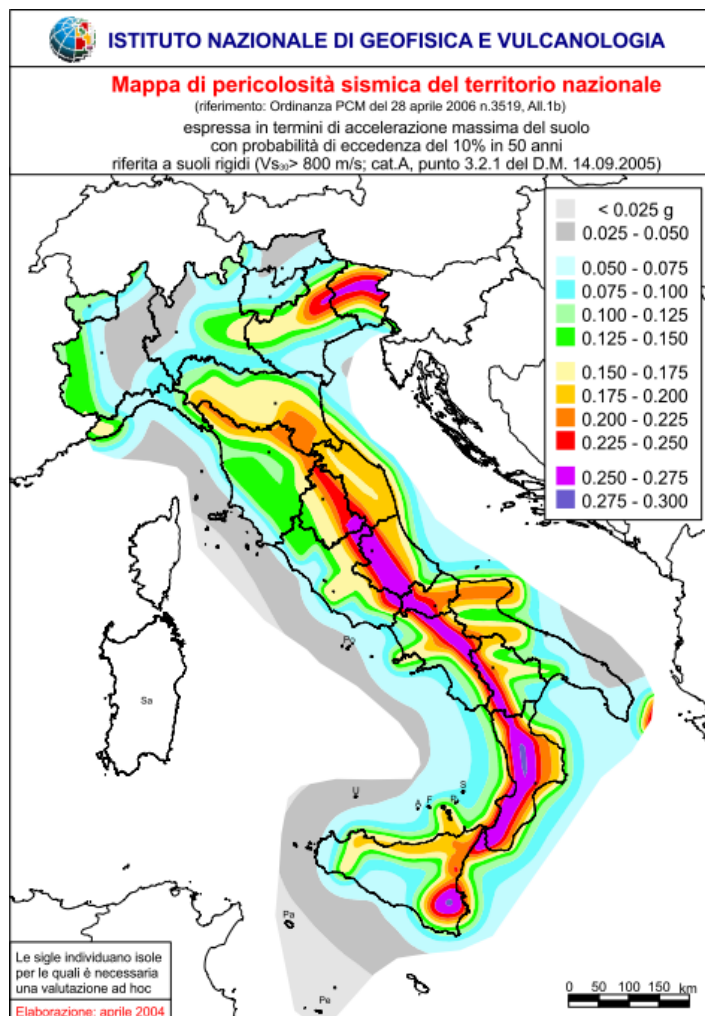 ISTITUTO NAZIONALE DI GEOFISICA E VULCANOLOGIA
Mappa di pericolosità sismica del territorio nazionale
(riferimento: Ordinanza PCM del 28 aprile 2006 n.3519, All.1b)
espressa in termini di accelerazione massima del suolo
con probabilità di eccedenza del 10% in 50 anni
riferita a suoli rigidi (Vs₃₀> 800 m/s; cat.A, punto 3.2.1 del D.M. 14.09.2005)
< 0.025 g
0.025 - 0.050
0.050 - 0.075
0.075 - 0.100
0.100 - 0.125
0.125 - 0.150
0.150 - 0.175
0.175 - 0.200
0.200 - 0.225
0.225 - 0.250
0.250 - 0.275
0.275 - 0.300
Po
Sa
U
S
A
F
Pa
Pe
Le sigle individuano isole
per le quali è necessaria
una valutazione ad hoc
Elaborazione: aprile 2004
0 50 100 150 km